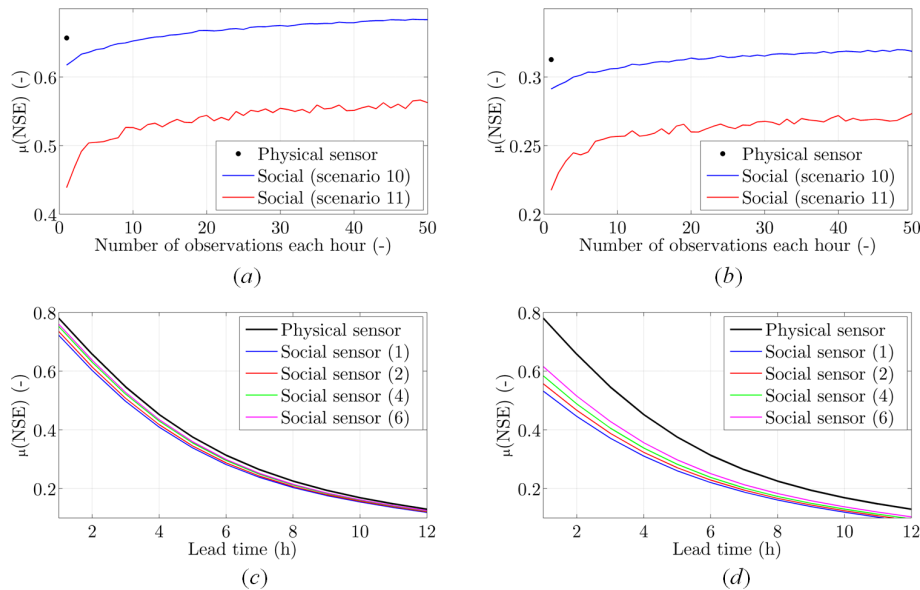 μ(NSE) (-)
0.6
0.5
0.4
0 10 20 30 40 50
Number of observations each hour (-)
Physical sensor
Social (scenario 10)
Social (scenario 11)
(a)
μ(NSE) (-)
0.3
0.25
0.2
0 10 20 30 40 50
Number of observations each hour (-)
Physical sensor
Social (scenario 10)
Social (scenario 11)
(b)
μ(NSE) (-)
0.8
0.6
0.4
0.2
2 4 6 8 10 12
Lead time (h)
Physical sensor
Social sensor (1)
Social sensor (2)
Social sensor (4)
Social sensor (6)
(c)
μ(NSE) (-)
0.8
0.6
0.4
0.2
2 4 6 8 10 12
Lead time (h)
Physical sensor
Social sensor (1)
Social sensor (2)
Social sensor (4)
Social sensor (6)
(d)